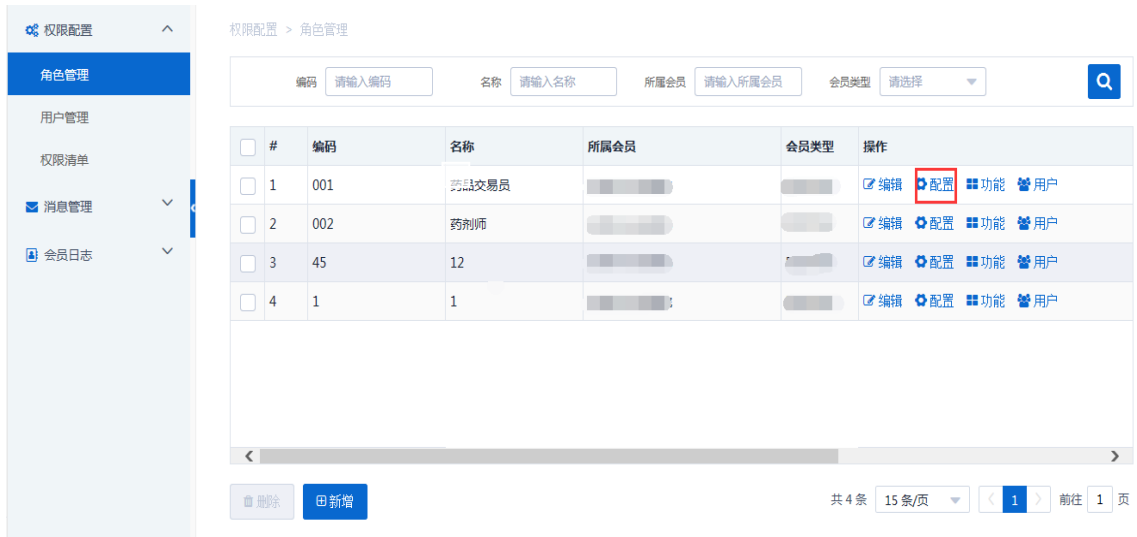 权限配置
角色管理
用户管理
权限清单
消息管理
会员日志
权限配置 > 角色管理
编码 请输入编码 名称 请输入名称 所属会员 请输入所属会员 会员类型 请选择
# 编码 名称 所属会员 会员类型 操作
1 001 药品交易员 编辑 配置 功能 用户
2 002 药剂师 编辑 配置 功能 用户
3 45 12 编辑 配置 功能 用户
4 1 1 编辑 配置 功能 用户
删除 新增 共 4 条 15 条/页 1 前往 1 页